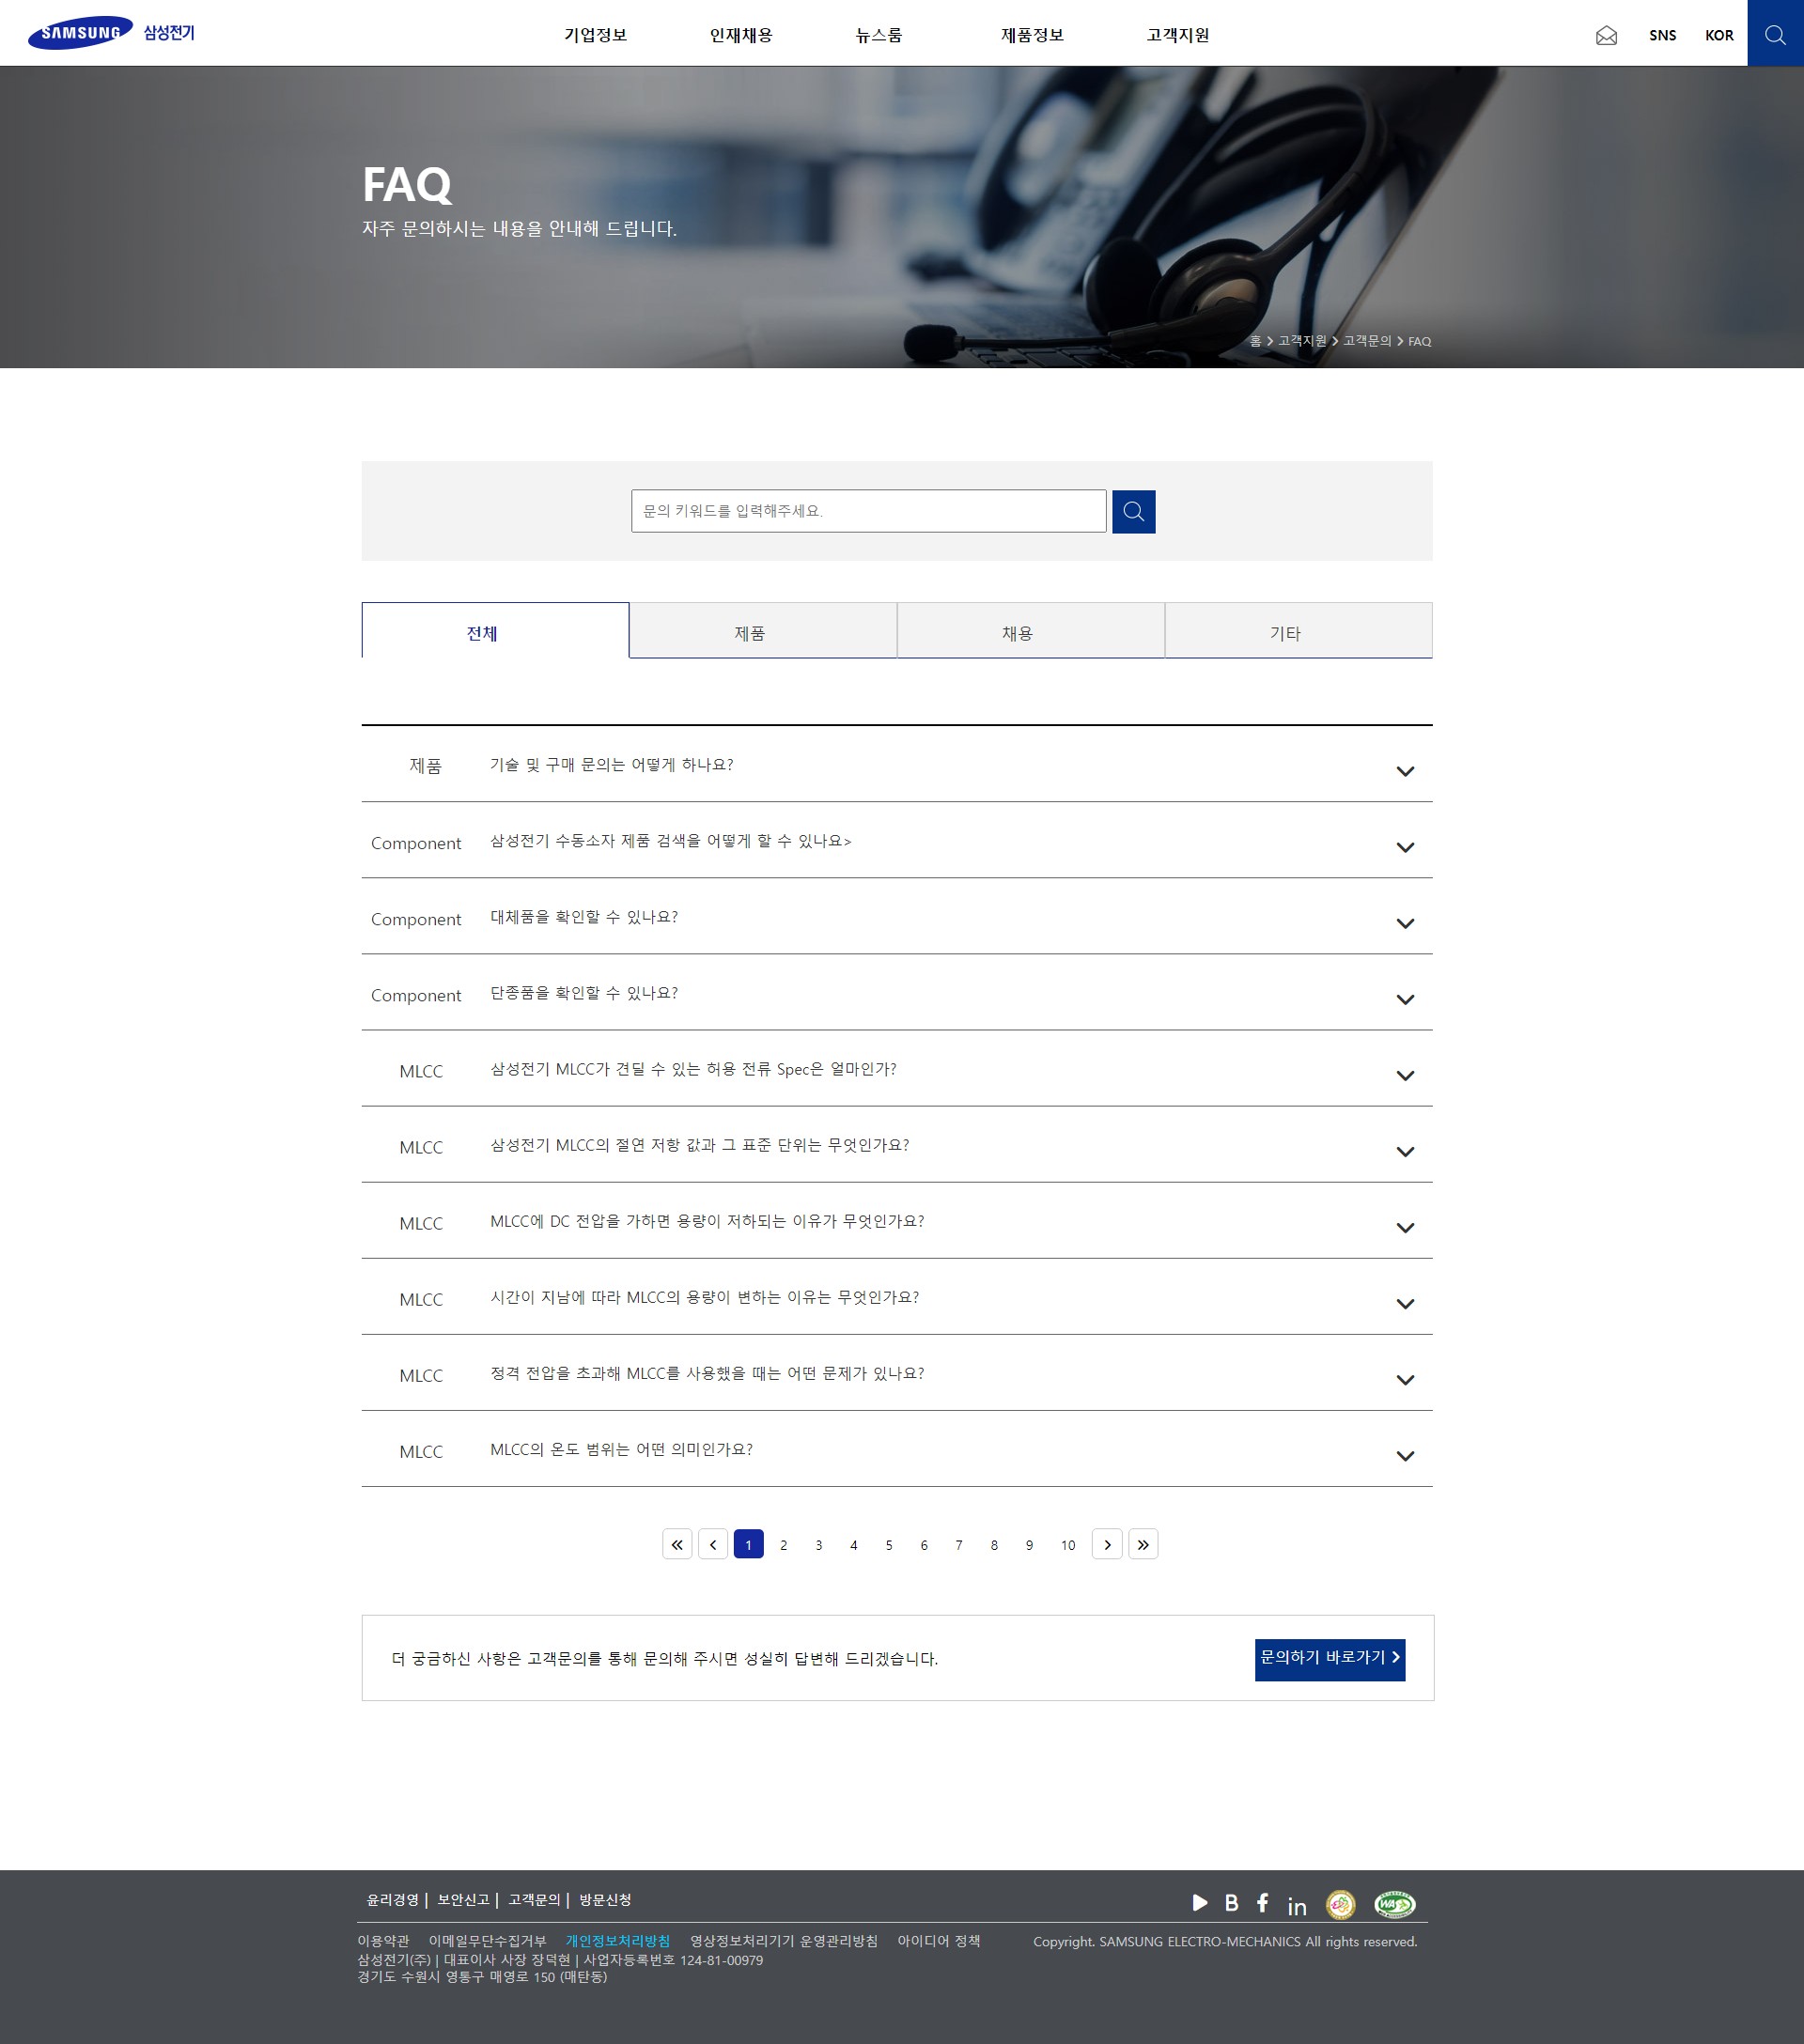 SAMSUNG 삼성전기 기업정보 인재채용 뉴스룸 제품정보 고객지원 SNS KOR
FAQ
자주 문의하시는 내용을 안내해 드립니다.
홈 > 고객지원 > 고객문의 > FAQ
문의 키워드를 입력해주세요.
전체 제품 채용 기타
제품 기술 및 구매 문의는 어떻게 하나요?
Component 삼성전기 수동소자 제품 검색을 어떻게 할 수 있나요>
Component 대체품을 확인할 수 있나요?
Component 단종품을 확인할 수 있나요?
MLCC 삼성전기 MLCC가 견딜 수 있는 허용 전류 Spec은 얼마인가?
MLCC 삼성전기 MLCC의 절연 저항 값과 그 표준 단위는 무엇인가요?
MLCC MLCC에 DC 전압을 가하면 용량이 저하되는 이유가 무엇인가요?
MLCC 시간이 지남에 따라 MLCC의 용량이 변하는 이유는 무엇인가요?
MLCC 정격 전압을 초과해 MLCC를 사용했을 때는 어떤 문제가 있나요?
MLCC MLCC의 온도 범위는 어떤 의미인가요?
« ‹ 1 2 3 4 5 6 7 8 9 10 › »
더 궁금하신 사항은 고객문의를 통해 문의해 주시면 성실히 답변해 드리겠습니다. 문의하기 바로가기 >
윤리경영 | 보안신고 | 고객문의 | 방문신청 B f in WA
이용약관 이메일무단수집거부 개인정보처리방침 영상정보처리기기 운영관리방침 아이디어 정책 Copyright. SAMSUNG ELECTRO-MECHANICS All rights reserved.
삼성전기(주) | 대표이사 사장 장덕현 | 사업자등록번호 124-81-00979
경기도 수원시 영통구 매영로 150 (매탄동)